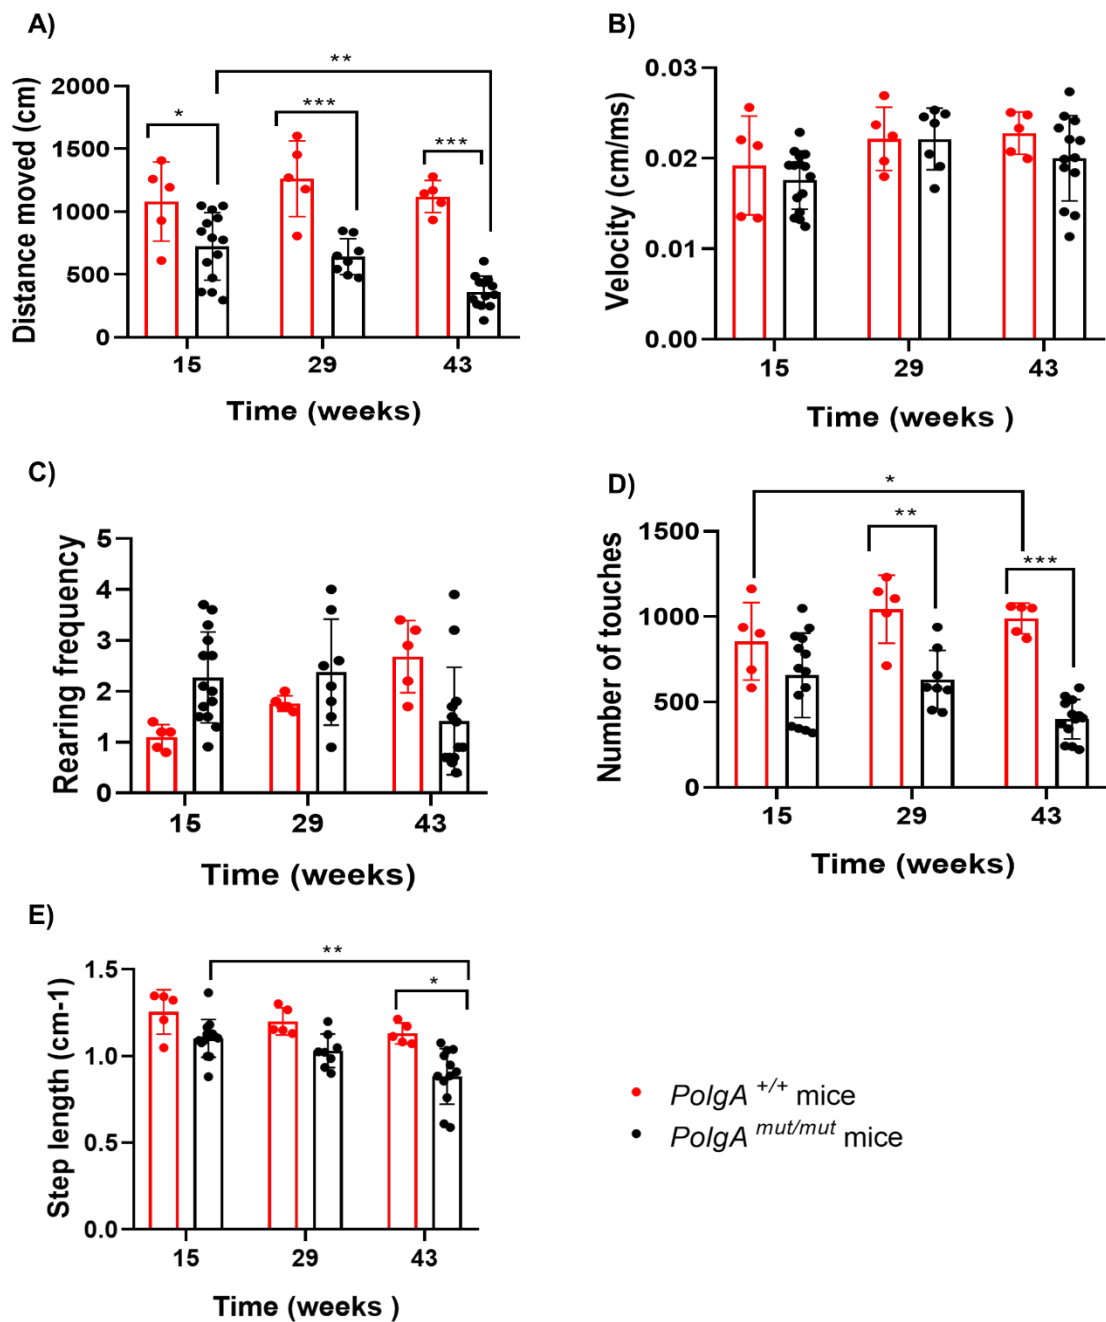 A)
**
*
***
***
2000
1500
1000
500
0
Distance moved (cm)
15 29 43
Time (weeks)
B)
0.03
0.02
0.01
0.00
Velocity (cm/ms)
15 29 43
Time (weeks )
C)
5
4
3
2
1
0
Rearing frequency
15 29 43
Time (weeks)
D)
*
**
***
1500
1000
500
0
Number of touches
15 29 43
Time (weeks)
E)
**
*
1.5
1.0
0.5
0.0
Step length (cm-1)
15 29 43
Time (weeks )
PolgA +/+ mice
PolgA mut/mut mice